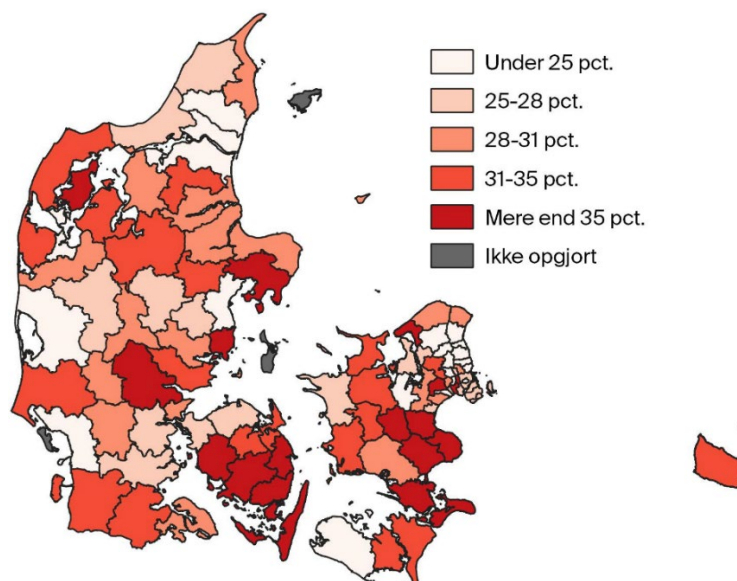 Under 25 pct.
25-28 pct.
28-31 pct.
31-35 pct.
Mere end 35 pct.
Ikke opgjort